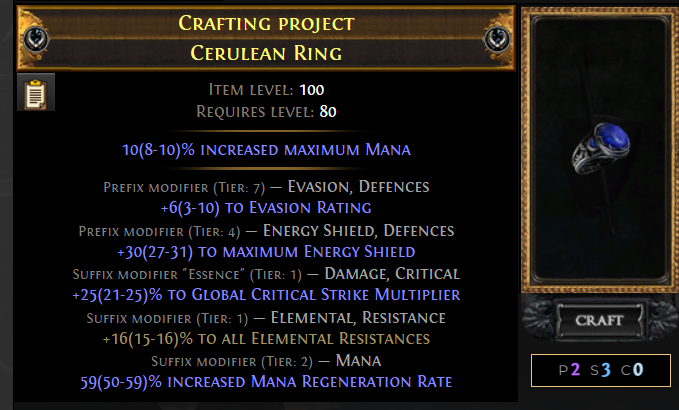 Crafting project
Cerulean Ring
Item level: 100
Requires level: 80
10(8-10)% increased maximum Mana
Prefix modifier (Tier: 7) — Evasion, Defences
+6(3-10) to Evasion Rating
Prefix modifier (Tier: 4) — Energy Shield, Defences
+30(27-31) to maximum Energy Shield
Suffix modifier "Essence" (Tier: 1) — Damage, Critical
+25(21-25)% to Global Critical Strike Multiplier
Suffix modifier (Tier: 1) — Elemental, Resistance
+16(15-16)% to all Elemental Resistances
Suffix modifier (Tier: 2) — Mana
59(50-59)% increased Mana Regeneration Rate
CRAFT
P2 S3 C0